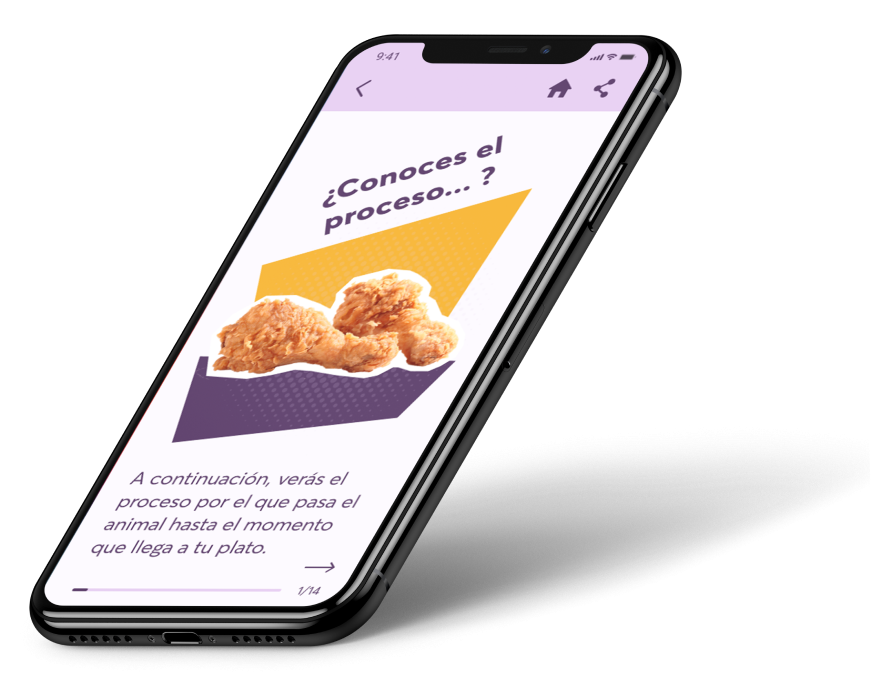 9:41
¿Conoces el
proceso... ?
A continuación, verás el
proceso por el que pasa el
animal hasta el momento
que llega a tu plato.
1/14